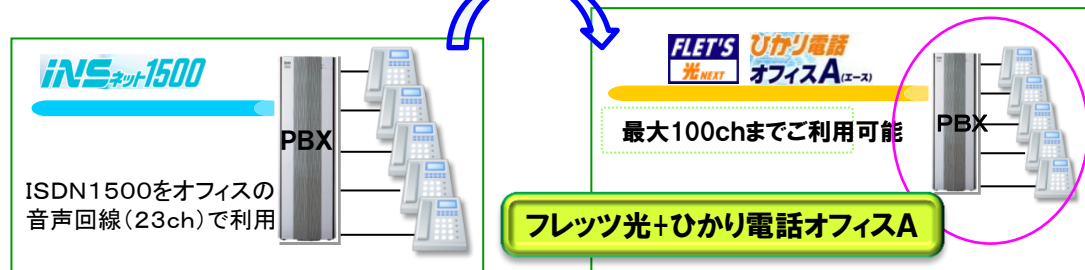 INSネット1500
PBX
ISDN1500をオフィスの
音声回線(23ch)で利用
FLET'S
光NEXT
ひかり電話
オフィスA(エース)
最大100chまでご利用可能
PBX
フレッツ光+ひかり電話オフィスA